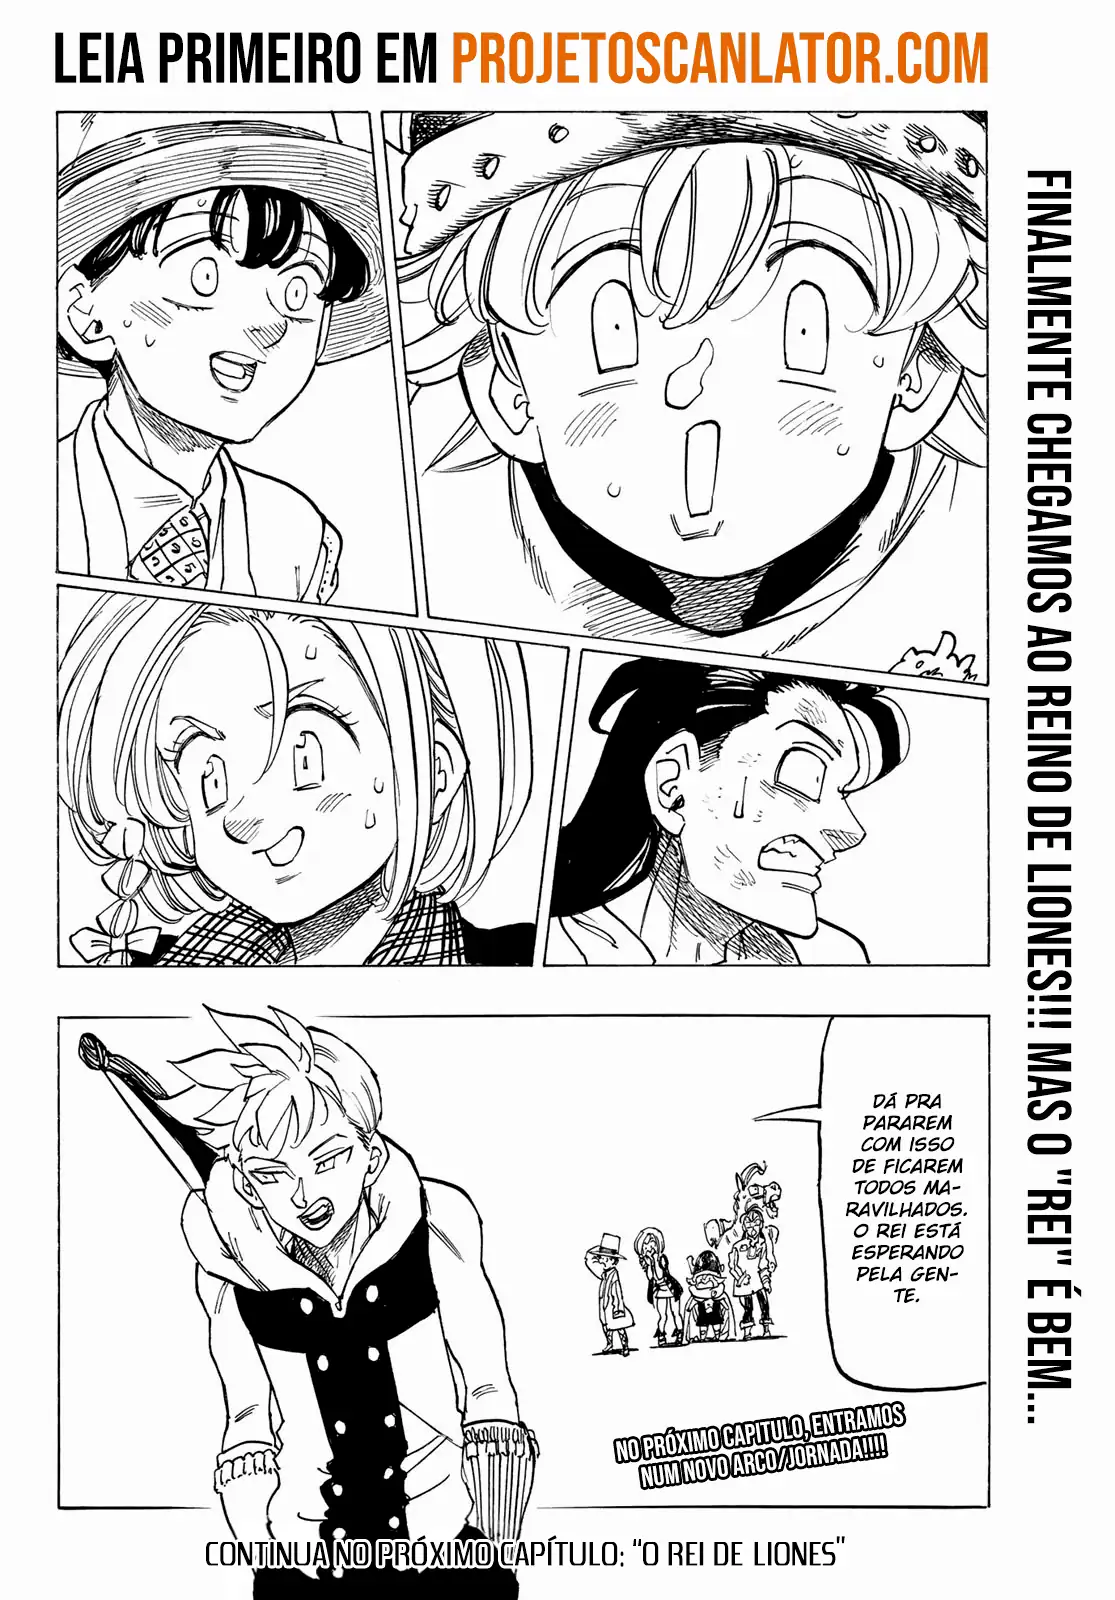 LEIA PRIMEIRO EM PROJETOSCANLATOR.COM
FINALMENTE CHEGAMOS AO REINO DE LIONES!!! MAS O "REI" É BEM...
DÁ PRA
PARAREM
COM ISSO
DE FICAREM
TODOS MA-
RAVILHADOS.
O REI ESTÁ
ESPERANDO
PELA GEN-
TE.
NO PRÓXIMO CAPITULO, ENTRAMOS
NUM NOVO ARCO/JORNADA!!!!
CONTINUA NO PRÓXIMO CAPÍTULO: "O REI DE LIONES"